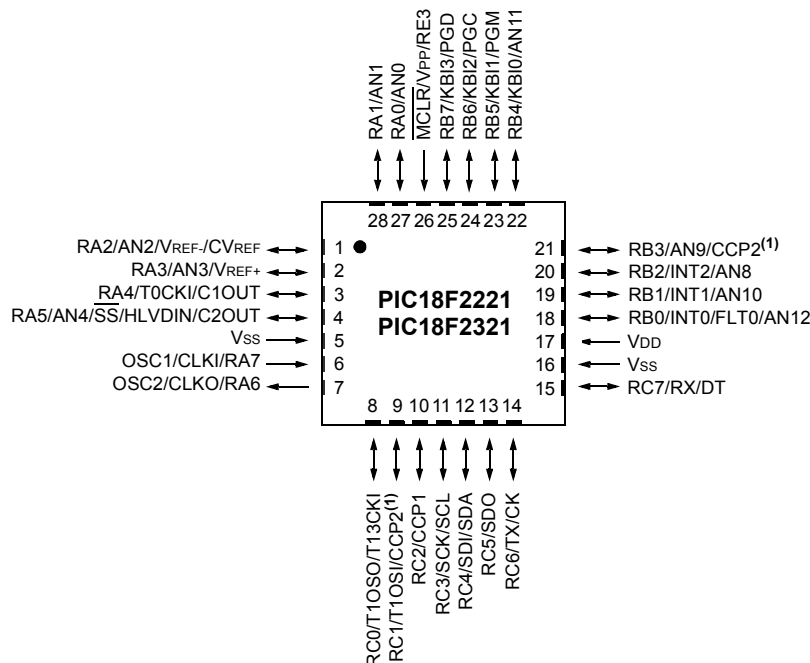 RA1/AN1
RA0/AN0
MCLR/VPP/RE3
RB7/KBI3/PGD
RB6/KBI2/PGC
RB5/KBI1/PGM
RB4/KBI0/AN11
28 27 26 25 24 23 22
RA2/AN2/VREF-/CVREF 1
RA3/AN3/VREF+ 2
RA4/T0CKI/C1OUT 3
RA5/AN4/SS/HLVDIN/C2OUT 4
VSS 5
OSC1/CLKI/RA7 6
OSC2/CLKO/RA6 7
PIC18F2221
PIC18F2321
21 RB3/AN9/CCP2(1)
20 RB2/INT2/AN8
19 RB1/INT1/AN10
18 RB0/INT0/FLT0/AN12
17 VDD
16 VSS
15 RC7/RX/DT
8 9 10 11 12 13 14
RC0/T1OSO/T13CKI
RC1/T1OSI/CCP2(1)
RC2/CCP1
RC3/SCK/SCL
RC4/SDI/SDA
RC5/SDO
RC6/TX/CK